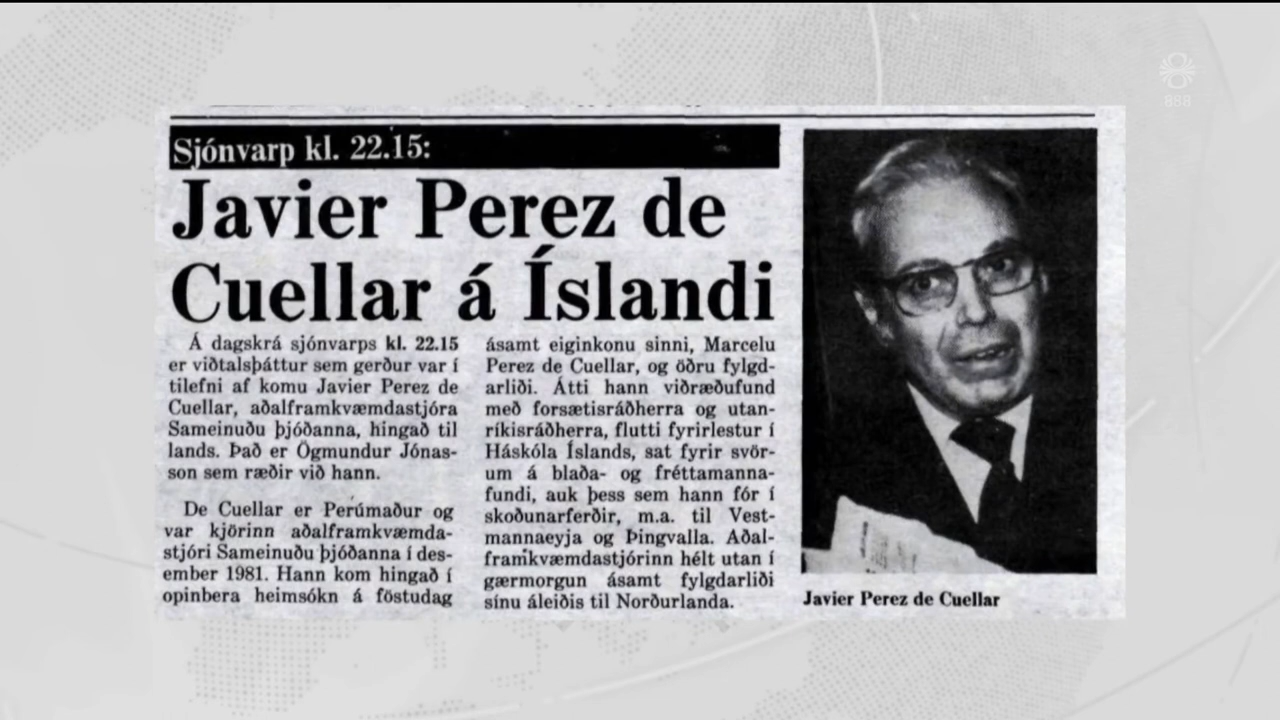 888
Sjónvarp kl. 22.15:
Javier Perez de
Cuellar á Íslandi
Á dagskrá sjónvarps kl. 22.15
er viðtalsþáttur sem gerður var í
tilefni af komu Javier Perez de
Cuellar, aðalframkvæmdastjóra
Sameinuðu þjóðanna, hingað til
lands. Það er Ögmundur Jónas-
son sem ræðir við hann.
De Cuellar er Perúmaður og
var kjörinn aðalframkvæmda-
stjóri Sameinuðu þjóðanna í des-
ember 1981. Hann kom hingað í
opinbera heimsókn á föstudag
ásamt eiginkonu sinni, Marcelu
Perez de Cuellar, og öðru fylgd-
arliði. Átti hann viðræðufund
með forsætisráðherra og utan-
ríkisráðherra, flutti fyrirlestur í
Háskóla Íslands, sat fyrir svör-
um á blaða- og fréttamanna-
fundi, auk þess sem hann fór í
skoðunarferðir, m.a. til Vest-
mannaeyja og Þingvalla. Aðal-
framkvæmdastjórinn hélt utan í
gærmorgun ásamt fylgdarliði
sínu áleiðis til Norðurlanda.
Javier Perez de Cuellar